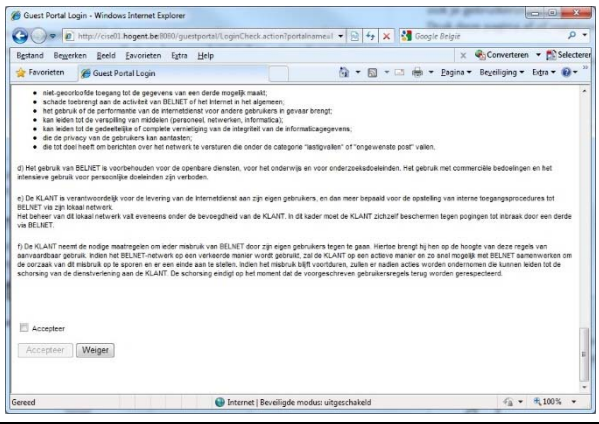 Guest Portal Login - Windows Internet Explorer
http://cise01.hogent.be:8080/guestportal/LoginCheck.action?portalname=l
Google België
Bestand Bewerken Beeld Favorieten Extra Help
x Converteren Selecteren
Favorieten Guest Portal Login
Pagina Beveiliging Extra
• niet-geoorloofde toegang tot de gegevens van een derde mogelijk maakt;
• schade toebrengt aan de activiteit van BELNET of het Internet in het algemeen;
• het gebruik of de performantie van de internetdienst voor andere gebruikers in gevaar brengt;
• kan leiden tot de verspilling van middelen (personeel, netwerken, informatica);
• kan leiden tot de gedeeltelijke of complete vernietiging van de integriteit van de informaticagegevens;
• die de privacy van de gebruikers kan aantasten;
• die tot doel heeft om berichten over het netwerk te versturen die onder de categorie "lastigvallen" of "ongewenste post" vallen.
d) Het gebruik van BELNET is voorbehouden voor de openbare diensten, voor het onderwijs en voor onderzoeksdoeleinden. Het gebruik met commerciële bedoelingen en het
intensieve gebruik voor persoonlijke doeleinden zijn verboden.
e) De KLANT is verantwoordelijk voor de levering van de Internetdienst aan zijn eigen gebruikers, en dan meer bepaald voor de opstelling van interne toegangsprocedures tot
BELNET via zijn lokaal netwerk.
Het beheer van dit lokaal netwerk valt eveneens onder de bevoegdheid van de KLANT. In dit kader moet de KLANT zichzelf beschermen tegen pogingen tot inbraak door een derde
via BELNET.
f) De KLANT neemt de nodige maatregelen om ieder misbruik van BELNET door zijn eigen gebruikers tegen te gaan. Hiertoe brengt hij hen op de hoogte van deze regels van
aanvaardbaar gebruik. Indien het BELNET-netwerk op een verkeerde manier wordt gebruikt, zal de KLANT op een actieve manier en zo snel mogelijk met BELNET samenwerken om
de oorzaak van dit misbruik op te sporen en er een einde aan te stellen. Indien het misbruik blijft voortduren, zullen er nadien acties worden ondernomen die kunnen leiden tot de
schorsing van de dienstverlening aan de KLANT. De schorsing eindigt op het moment dat de voorgeschreven gebruikersregels terug worden gerespecteerd.
Accepteer
Accepteer Weiger
Gereed Internet | Beveiligde modus: uitgeschakeld 100%